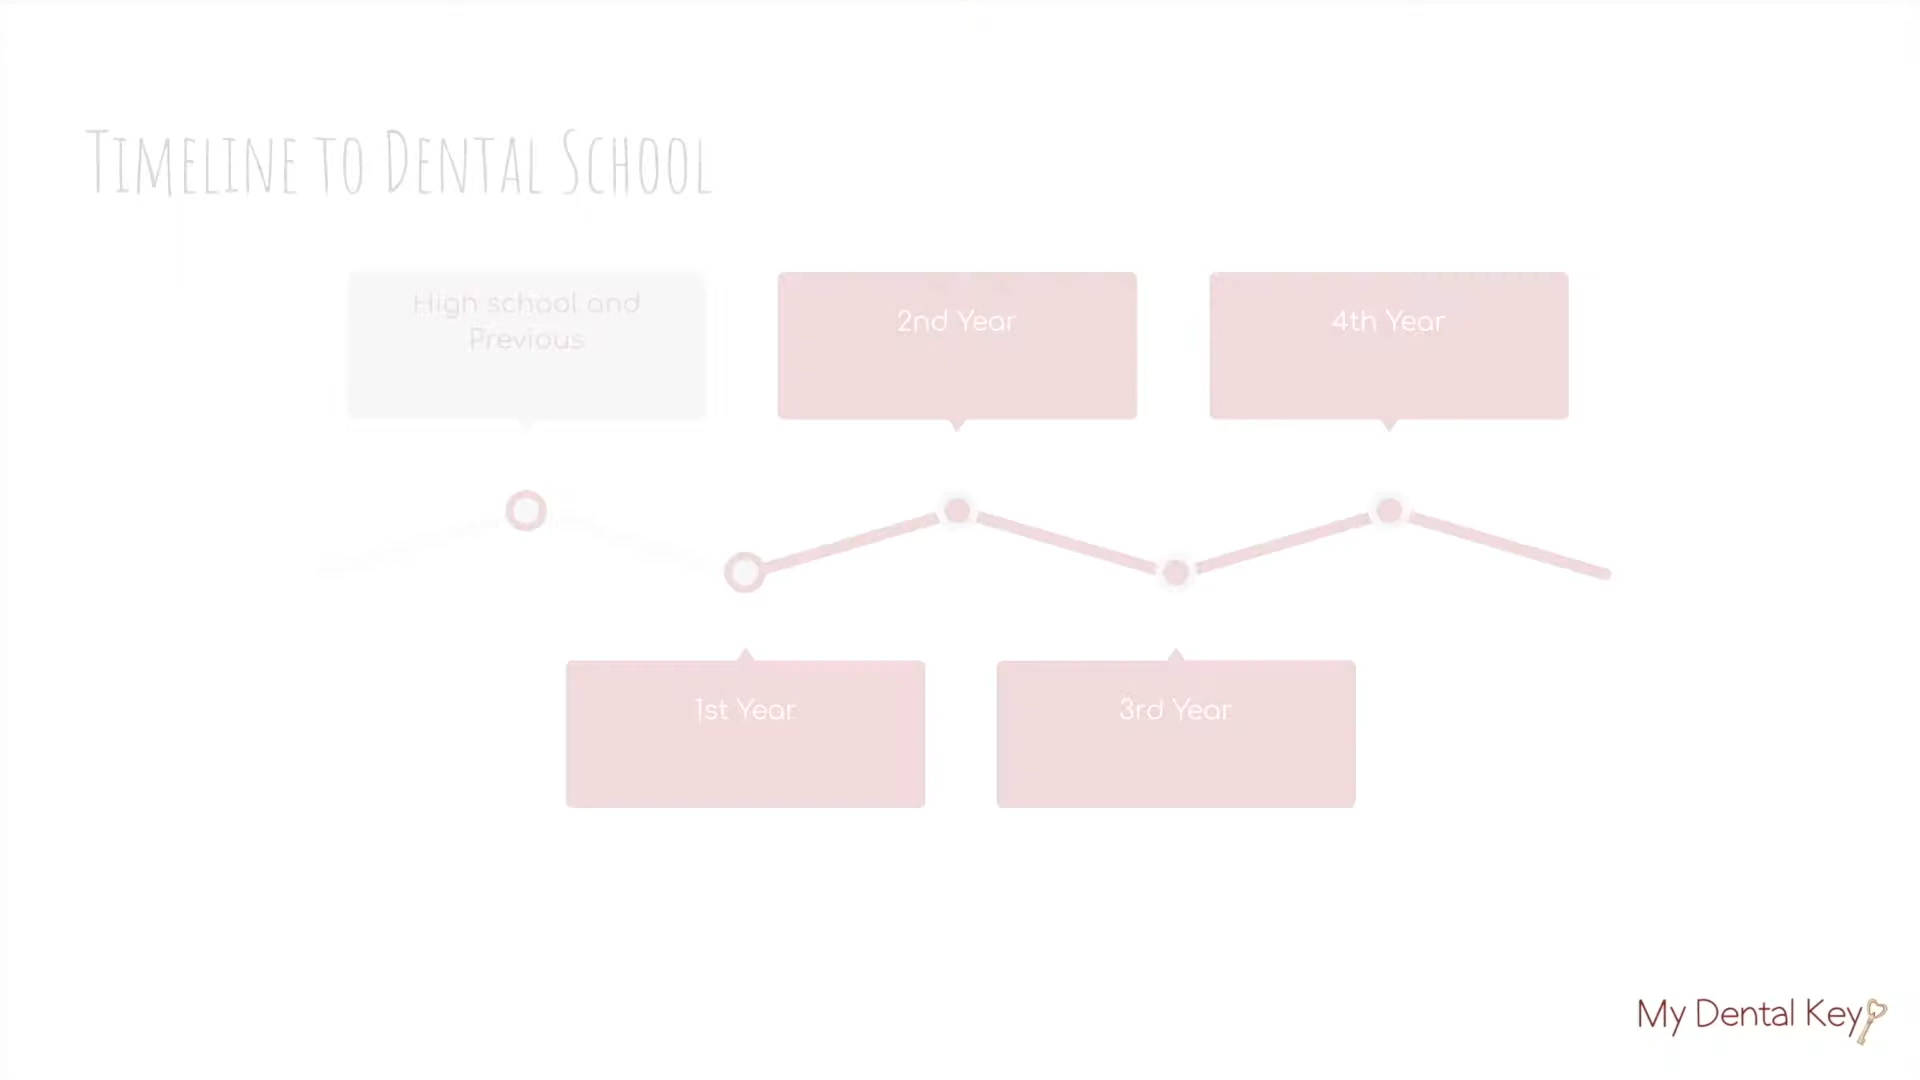 Timeline to Dental School
High school and
Previous
2nd Year
4th Year
1st Year
3rd Year
My Dental Key